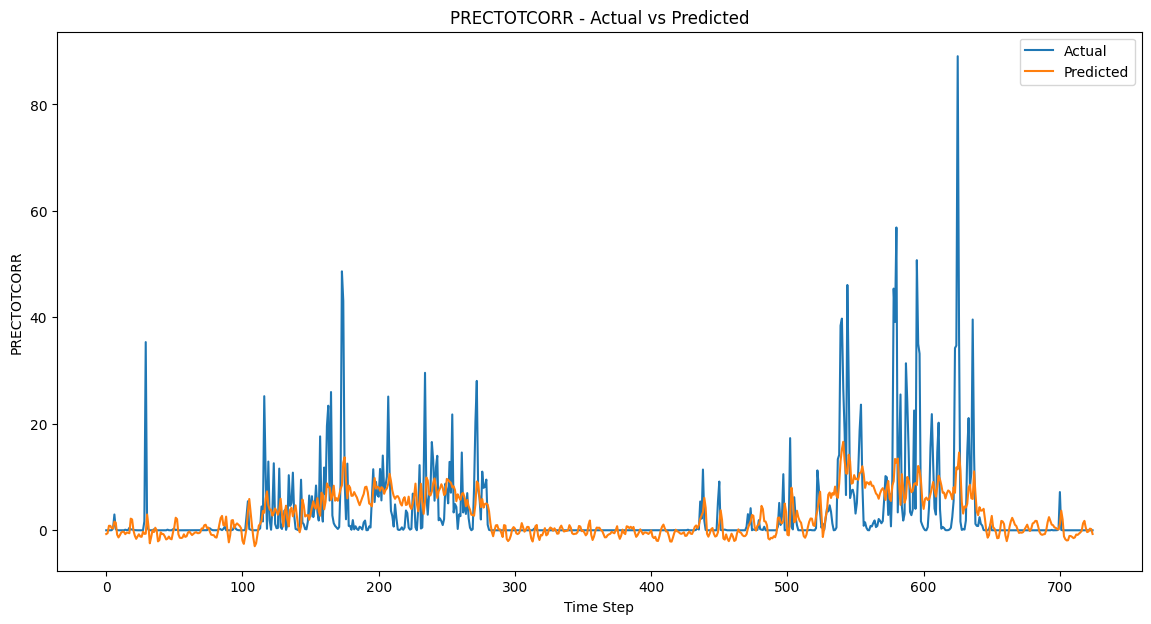 PRECTOTCORR - Actual vs Predicted
Actual
Predicted
PRECTOTCORR
80
60
40
20
0
0 100 200 300 400 500 600 700
Time Step